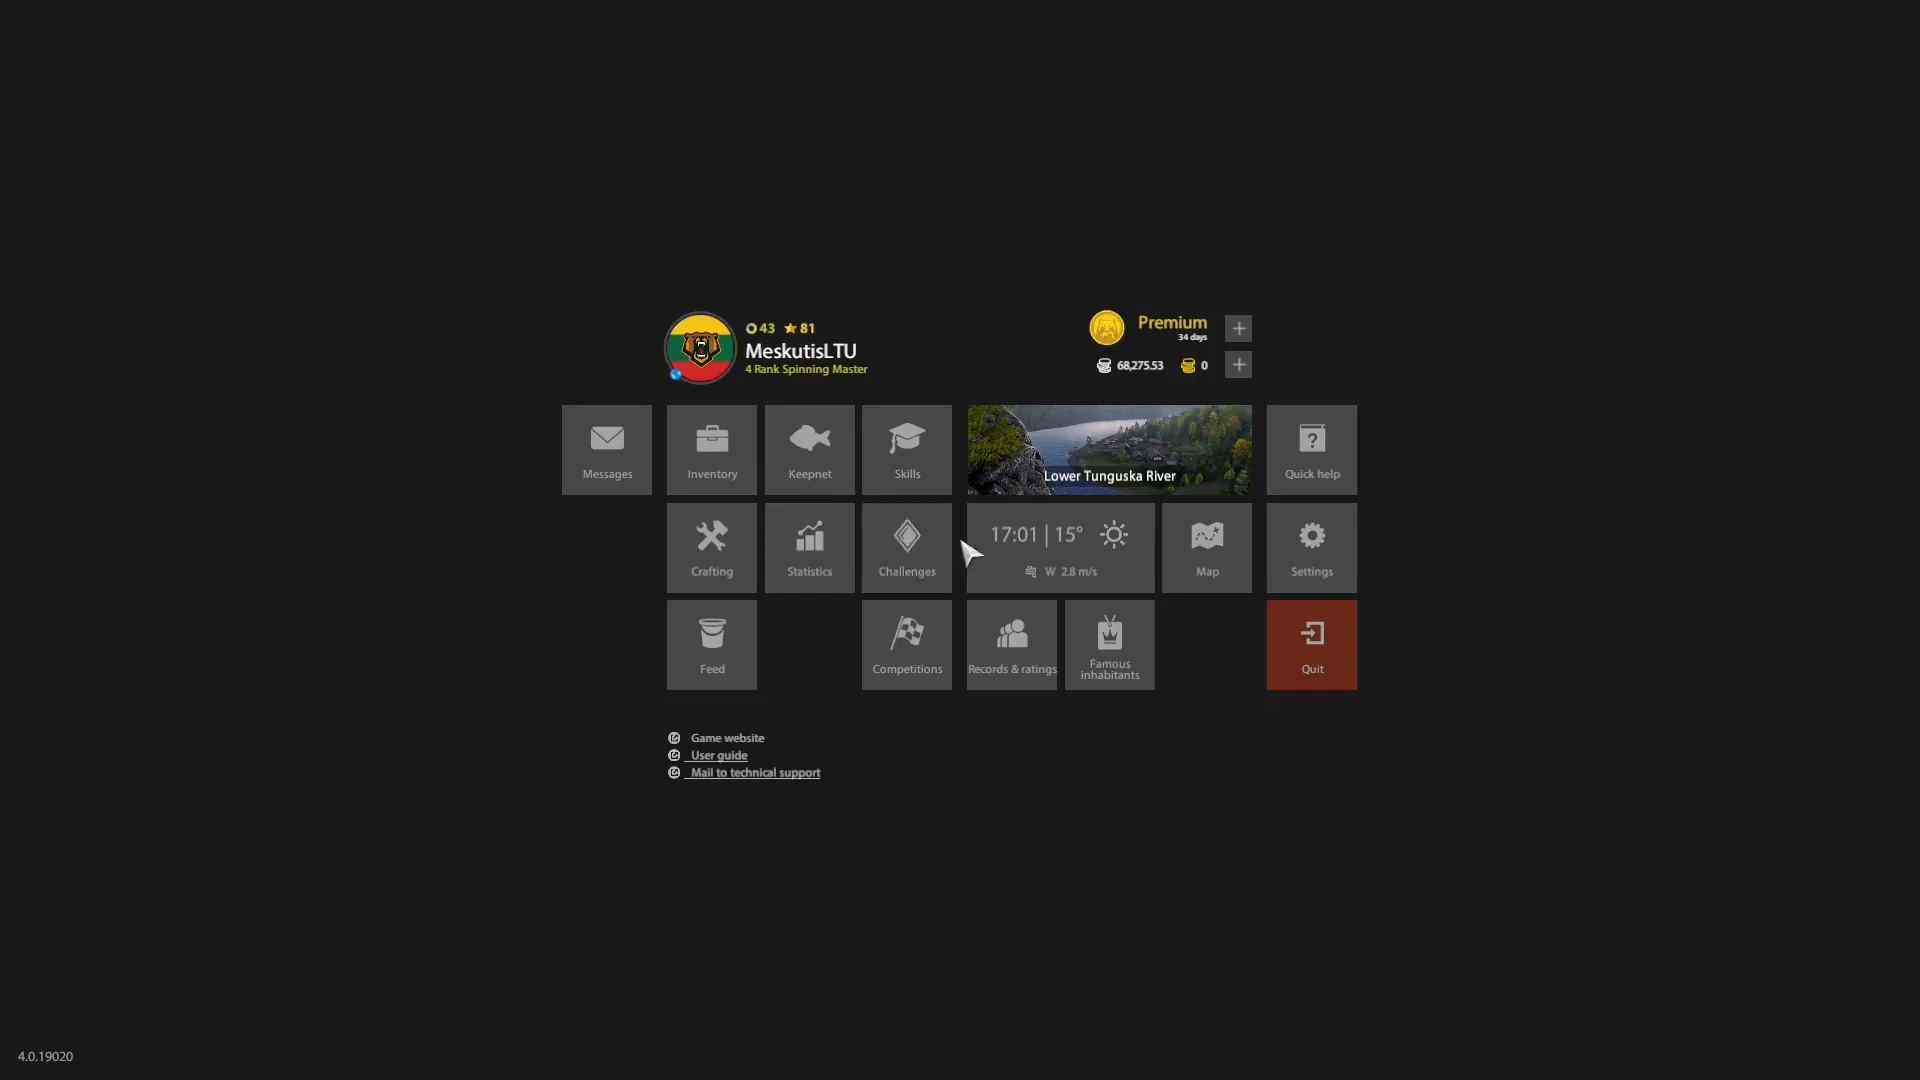 43 81
MeskutisLTU
4 Rank Spinning Master
Premium
34 days
68,275.53 0
Messages
Inventory
Keepnet
Skills
Lower Tunguska River
Quick help
Crafting
Statistics
Challenges
17:01 | 15°
W 2.8 m/s
Map
Settings
Feed
Competitions
Records & ratings
Famous
inhabitants
Quit
Game website
User guide
Mail to technical support
4.0.19020